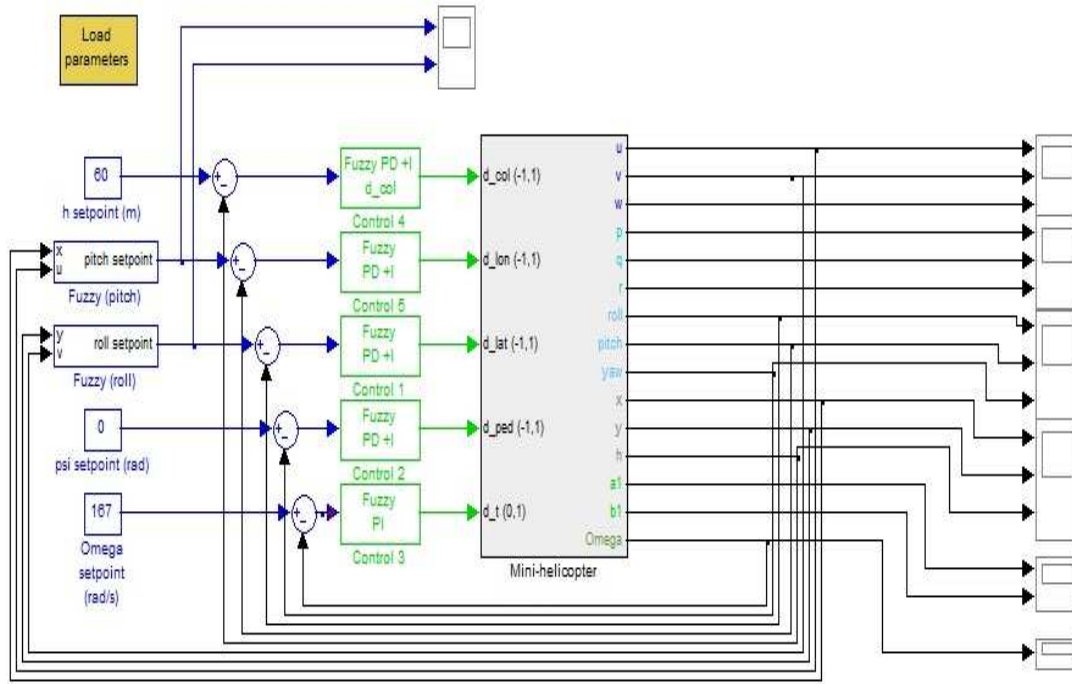 Load
parameters
60
h setpoint (m)
x
u
pitch setpoint
Fuzzy (pitch)
y
v
roll setpoint
Fuzzy (roll)
0
psi setpoint (rad)
167
Omega
setpoint
(rad/s)
+
-
+
-
+
-
+
-
+
-
Fuzzy PD +I
d_col
Control 4
Fuzzy
PD +I
Control 5
Fuzzy
PD +I
Control 1
Fuzzy
PD +I
Control 2
Fuzzy
PI
Control 3
d_col (-1,1)
d_lon (-1,1)
d_lat (-1,1)
d_ped (-1,1)
d_t (0,1)
u
v
w
p
q
r
roll
pitch
yaw
x
y
h
a1
b1
Omega
Mini-helicopter